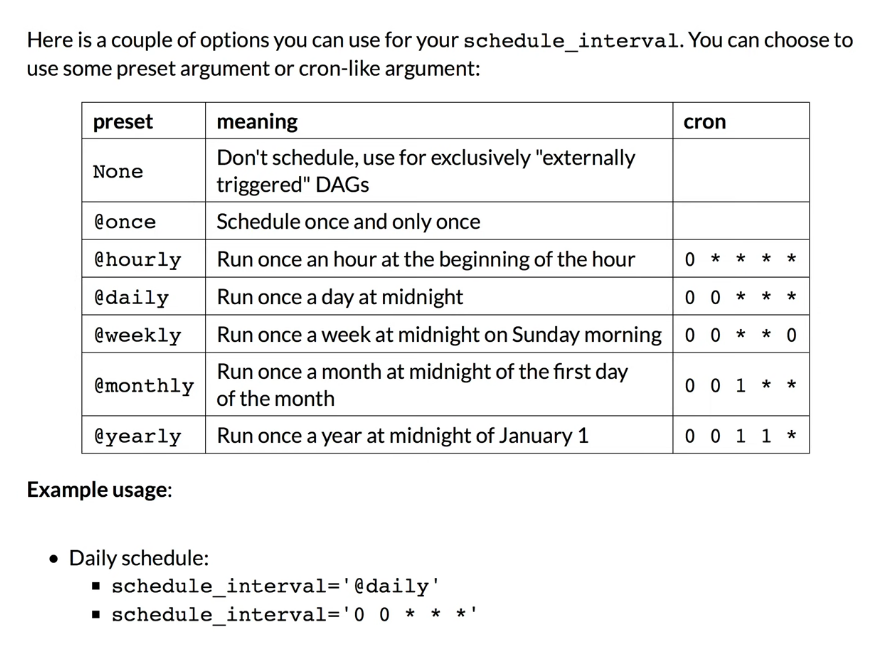 Here is a couple of options you can use for your schedule_interval. You can choose to
use some preset argument or cron-like argument:
preset meaning cron
None Don't schedule, use for exclusively "externally
triggered" DAGs
@once Schedule once and only once
@hourly Run once an hour at the beginning of the hour 0 * * * *
@daily Run once a day at midnight 0 0 * * *
@weekly Run once a week at midnight on Sunday morning 0 0 * * 0
@monthly Run once a month at midnight of the first day
of the month 0 0 1 * *
@yearly Run once a year at midnight of January 1 0 0 1 1 *
Example usage:
• Daily schedule:
▪ schedule_interval='@daily'
▪ schedule_interval='0 0 * * *'